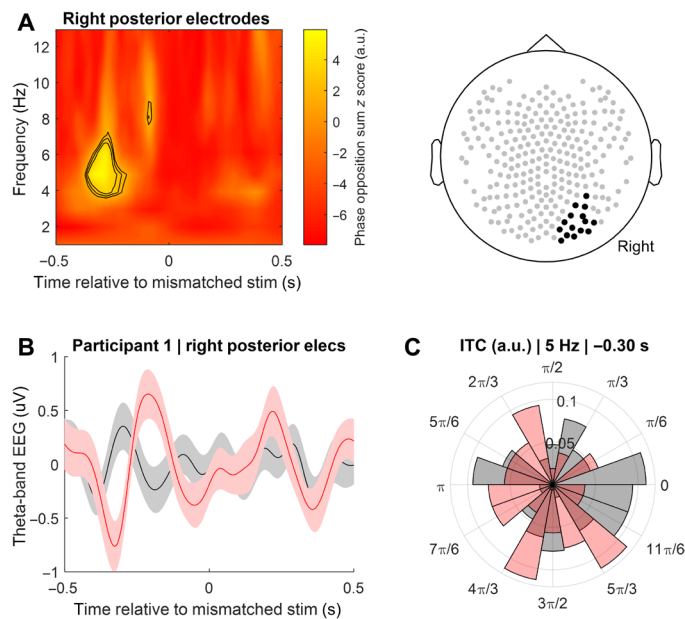 A
Right posterior electrodes
Frequency (Hz)
12
10
8
6
4
2
-0.5
0
0.5
Time relative to mismatched stim (s)
4
2
0
-2
-4
-6
Phase opposition sum z score (a.u.)
Right
B
Participant 1 | right posterior elecs
Theta-band EEG (uV)
1
0.5
0
-0.5
-1
-0.5
0
0.5
Time relative to mismatched stim (s)
C
ITC (a.u.) | 5 Hz | −0.30 s
π/2
2π/3
π/3
5π/6
π/6
0.1
0.05
π
0
7π/6
11π/6
4π/3
5π/3
3π/2